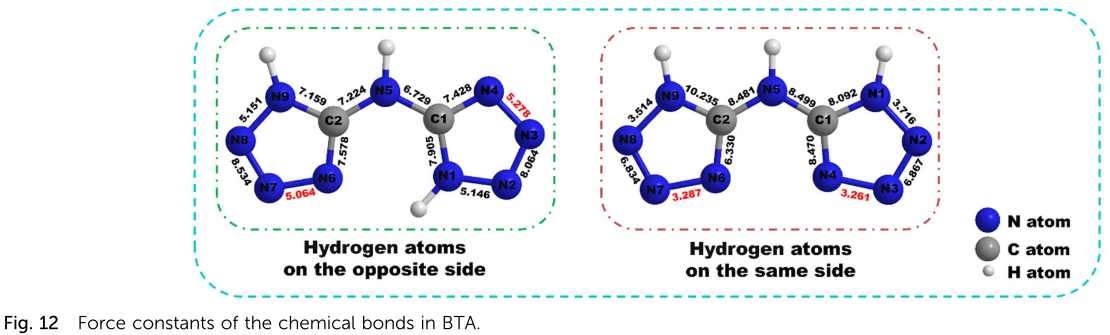 N9 7.159 7.224 N5 6.729 7.428 N4
5.151 5.278
N8 C2 C1 N3
8.534 7.578 7.905 8.064
N7 5.064 N6 N1 5.146 N2
Hydrogen atoms
on the opposite side
N9 10.235 8.481 N5 8.499 8.092 N1
3.514 3.716
N8 C2 C1 N2
6.834 6.330 8.470 6.867
N7 3.287 N6 N4 3.261 N3
Hydrogen atoms
on the same side
N atom
C atom
H atom
Fig. 12 Force constants of the chemical bonds in BTA.